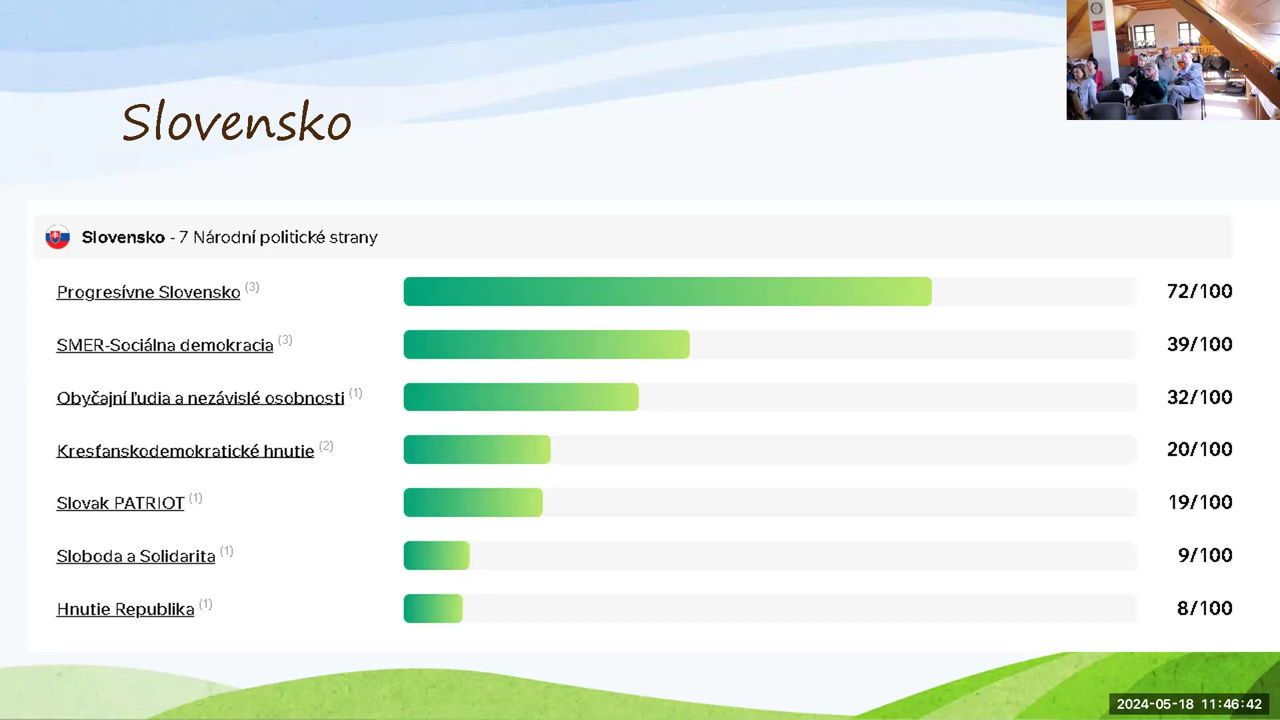 Slovensko
Slovensko - 7 Národní politické strany
Progresívne Slovensko (3) 72/100
SMER-Sociálna demokracia (3) 39/100
Obyčajní ľudia a nezávislé osobnosti (1) 32/100
Kresťanskodemokratické hnutie (2) 20/100
Slovak PATRIOT (1) 19/100
Sloboda a Solidarita (1) 9/100
Hnutie Republika (1) 8/100
2024-05-18 11:46:42